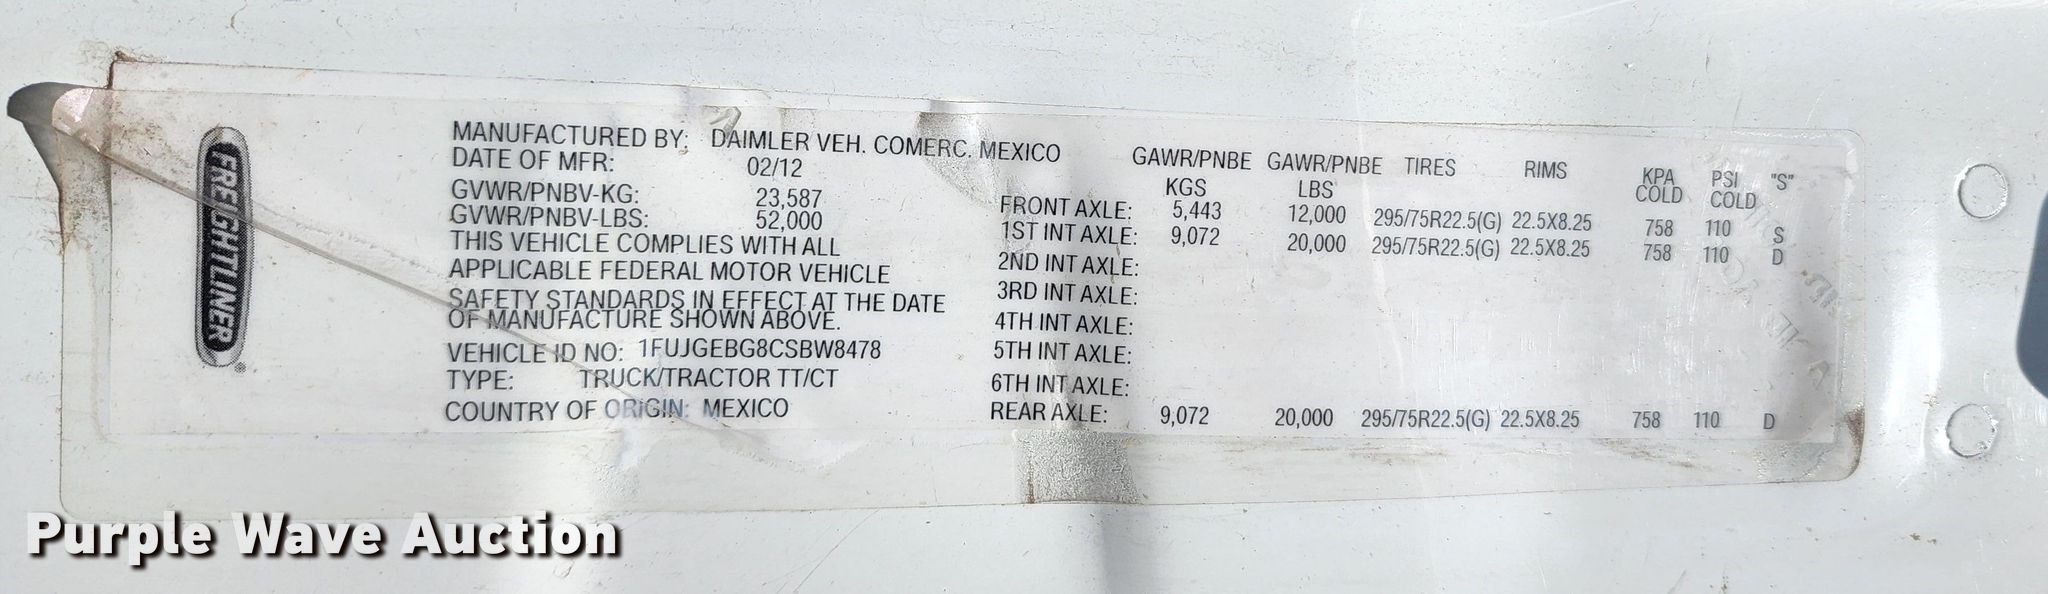 FREIGHTLINER
MANUFACTURED BY: DAIMLER VEH. COMERC. MEXICO
DATE OF MFR: 02/12
GVWR/PNBV-KG: 23,587
GVWR/PNBV-LBS: 52,000
THIS VEHICLE COMPLIES WITH ALL
APPLICABLE FEDERAL MOTOR VEHICLE
SAFETY STANDARDS IN EFFECT AT THE DATE
OF MANUFACTURE SHOWN ABOVE.
VEHICLE ID NO: 1FUJGEBG8CSBW8478
TYPE: TRUCK/TRACTOR TT/CT
COUNTRY OF ORIGIN: MEXICO
GAWR/PNBE GAWR/PNBE TIRES RIMS KPA PSI "S"
KGS LBS COLD COLD
FRONT AXLE: 5,443 12,000 295/75R22.5(G) 22.5X8.25 758 110 S
1ST INT AXLE: 9,072 20,000 295/75R22.5(G) 22.5X8.25 758 110 D
2ND INT AXLE:
3RD INT AXLE:
4TH INT AXLE:
5TH INT AXLE:
6TH INT AXLE:
REAR AXLE: 9,072 20,000 295/75R22.5(G) 22.5X8.25 758 110 D
Purple Wave Auction